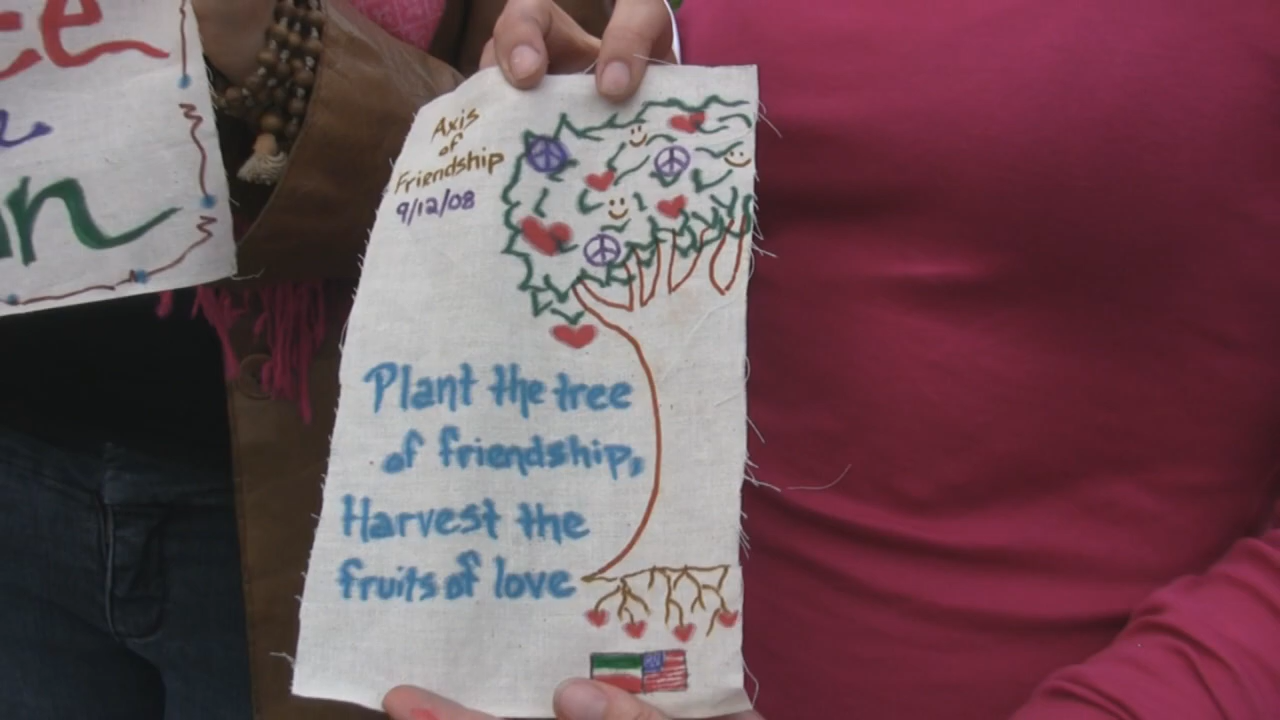 Axis
of
Friendship
9/12/08
Plant the tree
of friendship,
Harvest the
fruits of love